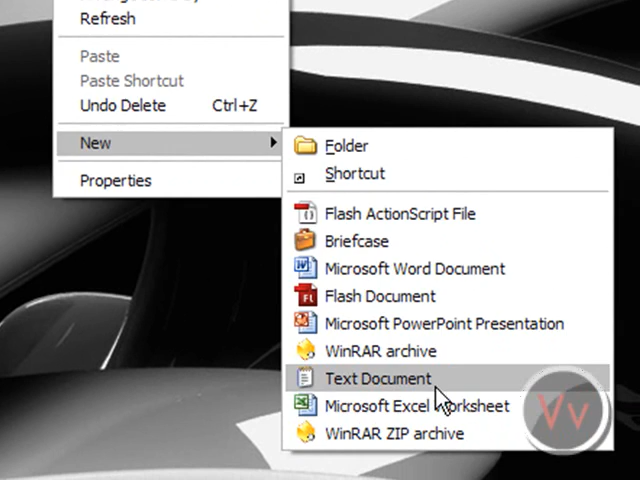 Refresh
Paste
Paste Shortcut
Undo Delete Ctrl+Z
New
Properties
Folder
Shortcut
Flash ActionScript File
Briefcase
Microsoft Word Document
Flash Document
Microsoft PowerPoint Presentation
WinRAR archive
Text Document
Microsoft Excel Worksheet
WinRAR ZIP archive
Vv